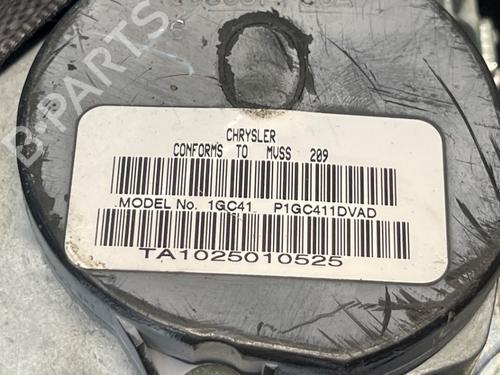 CHRYSLER
CONFORMS TO MVSS 209
MODEL No. 1GC41 P1GC411DVAD
TA1025010525
B-PARTS